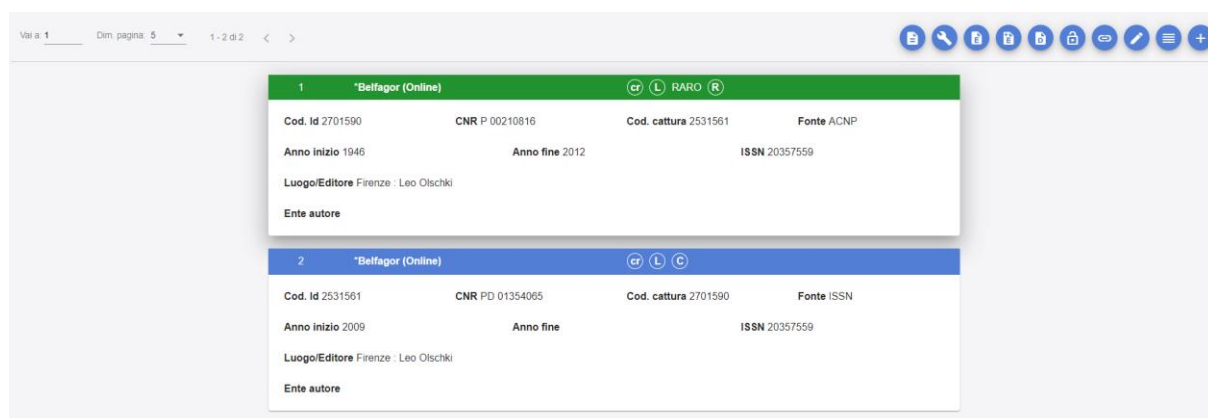 Vai a: 1 Dim. pagina: 5 1 - 2 di 2
1 *Belfagor (Online) cr L RARO R
Cod. Id 2701590 CNR P 00210816 Cod. cattura 2531561 Fonte ACNP
Anno inizio 1946 Anno fine 2012 ISSN 20357559
Luogo/Editore Firenze : Leo Olschki
Ente autore
2 *Belfagor (Online) cr L C
Cod. Id 2531561 CNR PD 01354065 Cod. cattura 2701590 Fonte ISSN
Anno inizio 2009 Anno fine ISSN 20357559
Luogo/Editore Firenze : Leo Olschki
Ente autore